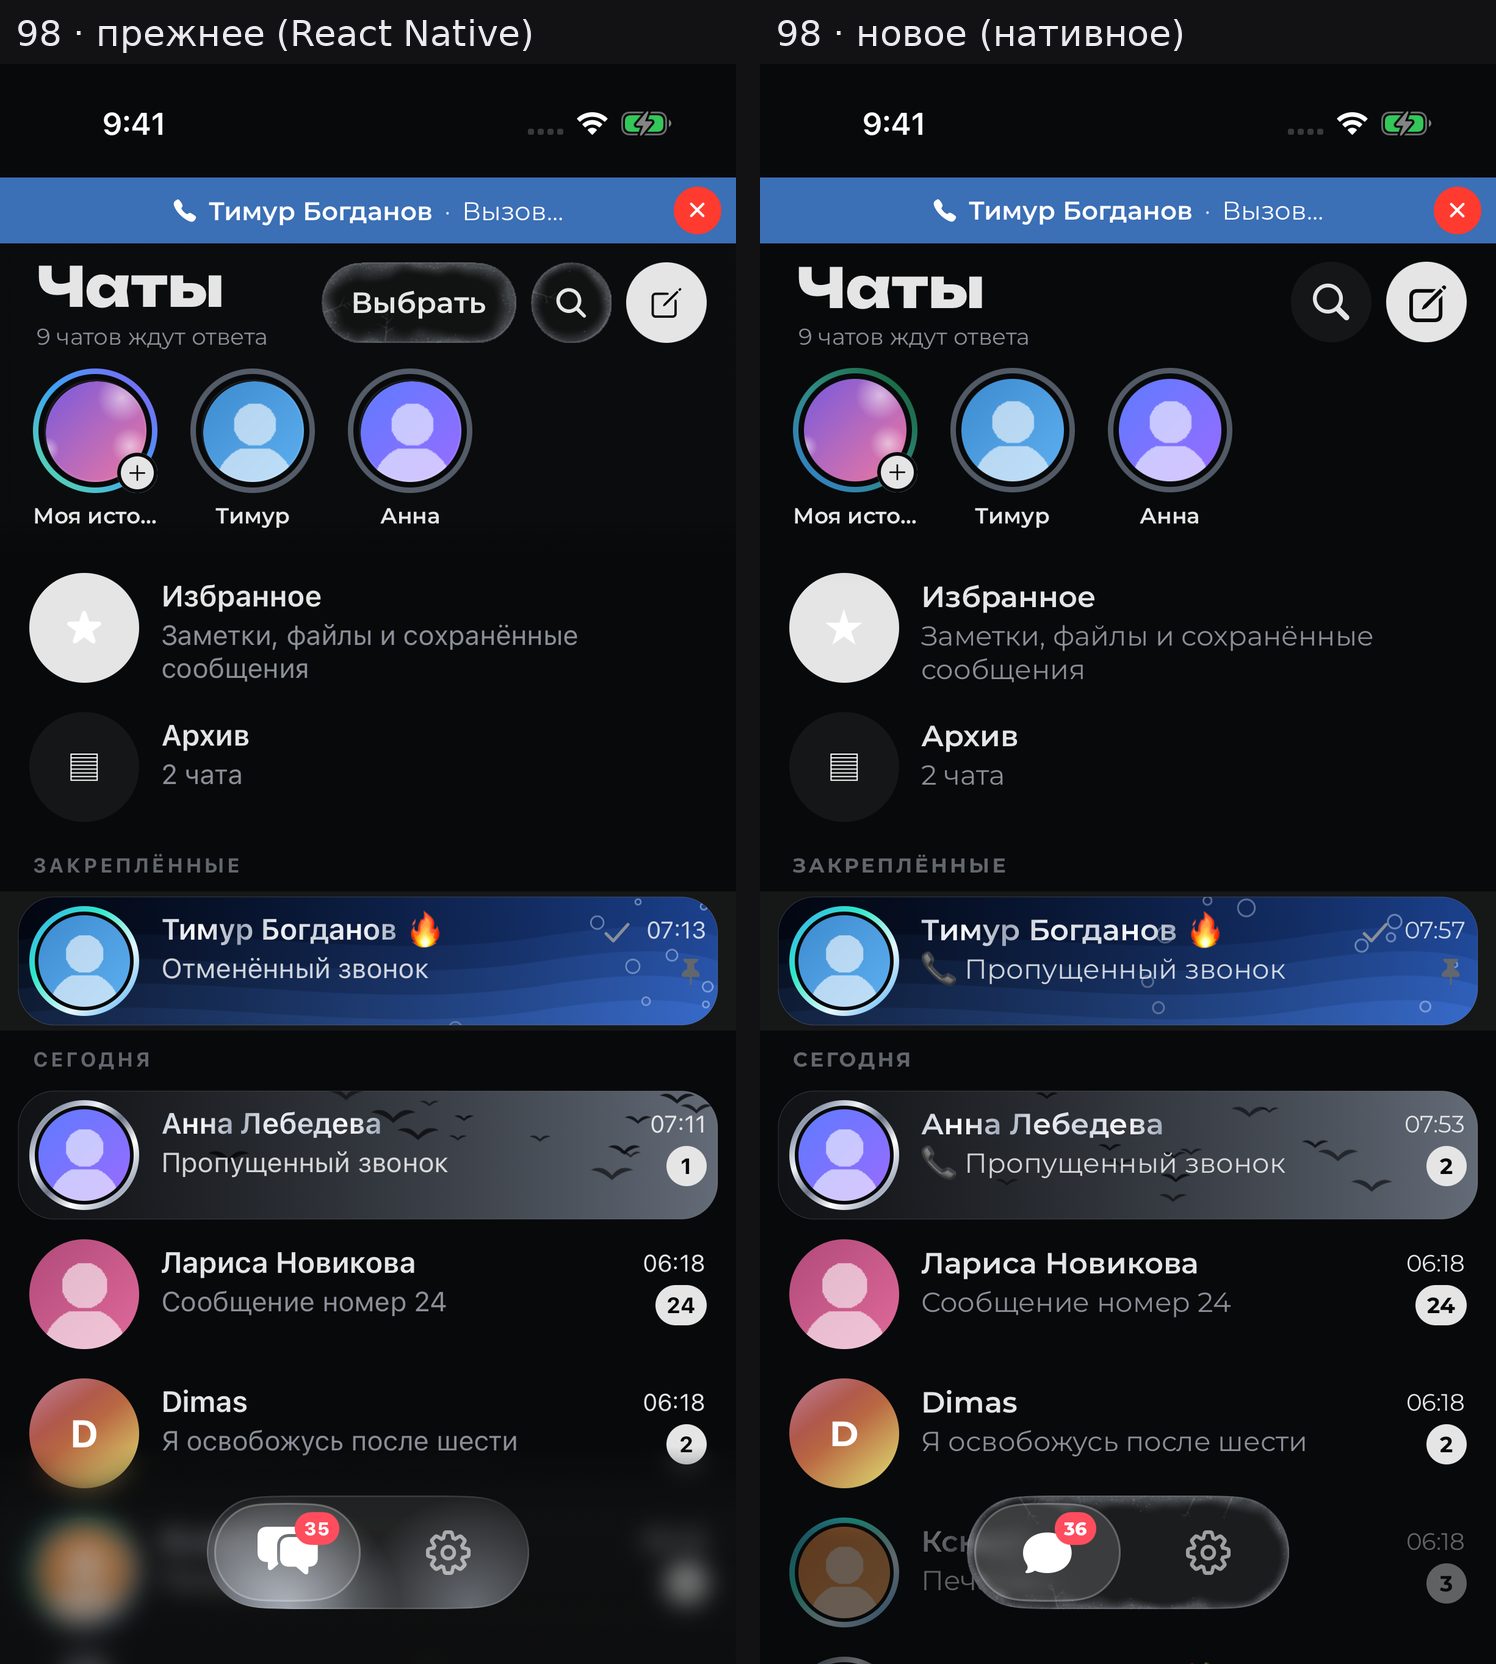 98 · прежнее (React Native)
9:41
Тимур Богданов · Вызов...
Чаты
Выбрать
9 чатов ждут ответа
Моя исто...
Тимур
Анна
Избранное
Заметки, файлы и сохранённые
сообщения
Архив
2 чата
ЗАКРЕПЛЁННЫЕ
Тимур Богданов 🔥 07:13
Отменённый звонок
СЕГОДНЯ
Анна Лебедева 07:11
Пропущенный звонок 1
Лариса Новикова 06:18
Сообщение номер 24 24
D
Dimas 06:18
Я освобожусь после шести 2
35
98 · новое (нативное)
9:41
Тимур Богданов · Вызов...
Чаты
9 чатов ждут ответа
Моя исто...
Тимур
Анна
Избранное
Заметки, файлы и сохранённые
сообщения
Архив
2 чата
ЗАКРЕПЛЁННЫЕ
Тимур Богданов 🔥 07:57
📞 Пропущенный звонок
СЕГОДНЯ
Анна Лебедева 07:53
📞 Пропущенный звонок 2
Лариса Новикова 06:18
Сообщение номер 24 24
D
Dimas 06:18
Я освобожусь после шести 2
06:18
3
36